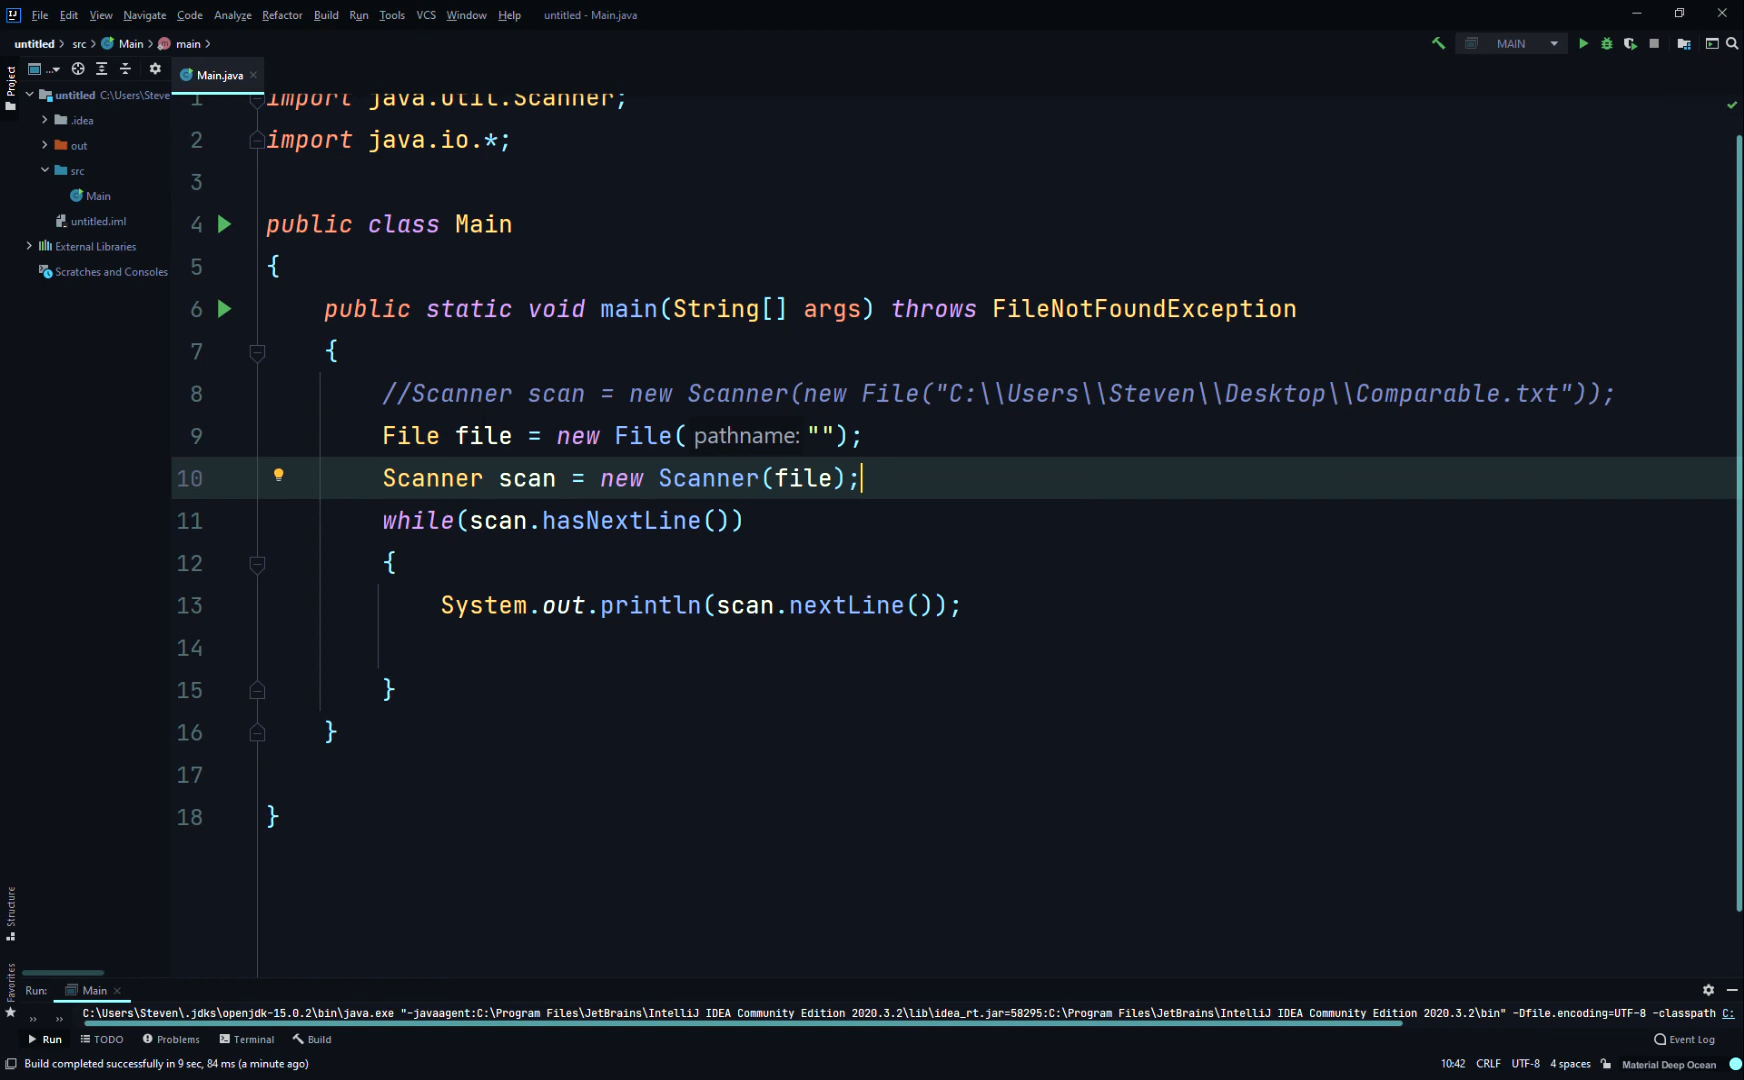 File Edit View Navigate Code Analyze Refactor Build Run Tools VCS Window Help untitled - Main.java
untitled src Main main MAIN
... Main.java
Project
untitled C:\Users\Steve
.idea
out
src
Main
untitled.iml
External Libraries
Scratches and Consoles
1 import java.util.Scanner;
2 import java.io.*;
3
4 public class Main
5 {
6 public static void main(String[] args) throws FileNotFoundException
7 {
8 //Scanner scan = new Scanner(new File("C:\\Users\\Steven\\Desktop\\Comparable.txt"));
9 File file = new File( pathname: "");
10 Scanner scan = new Scanner(file);
11 while(scan.hasNextLine())
12 {
13 System.out.println(scan.nextLine());
14
15 }
16 }
17
18 }
Structure
Favorites
Run: Main
C:\Users\Steven\.jdks\openjdk-15.0.2\bin\java.exe "-javaagent:C:\Program Files\JetBrains\IntelliJ IDEA Community Edition 2020.3.2\lib\idea_rt.jar=58295:C:\Program Files\JetBrains\IntelliJ IDEA Community Edition 2020.3.2\bin" -Dfile.encoding=UTF-8 -classpath C:
Run TODO Problems Terminal Build Event Log
Build completed successfully in 9 sec, 84 ms (a minute ago) 10:42 CRLF UTF-8 4 spaces Material Deep Ocean